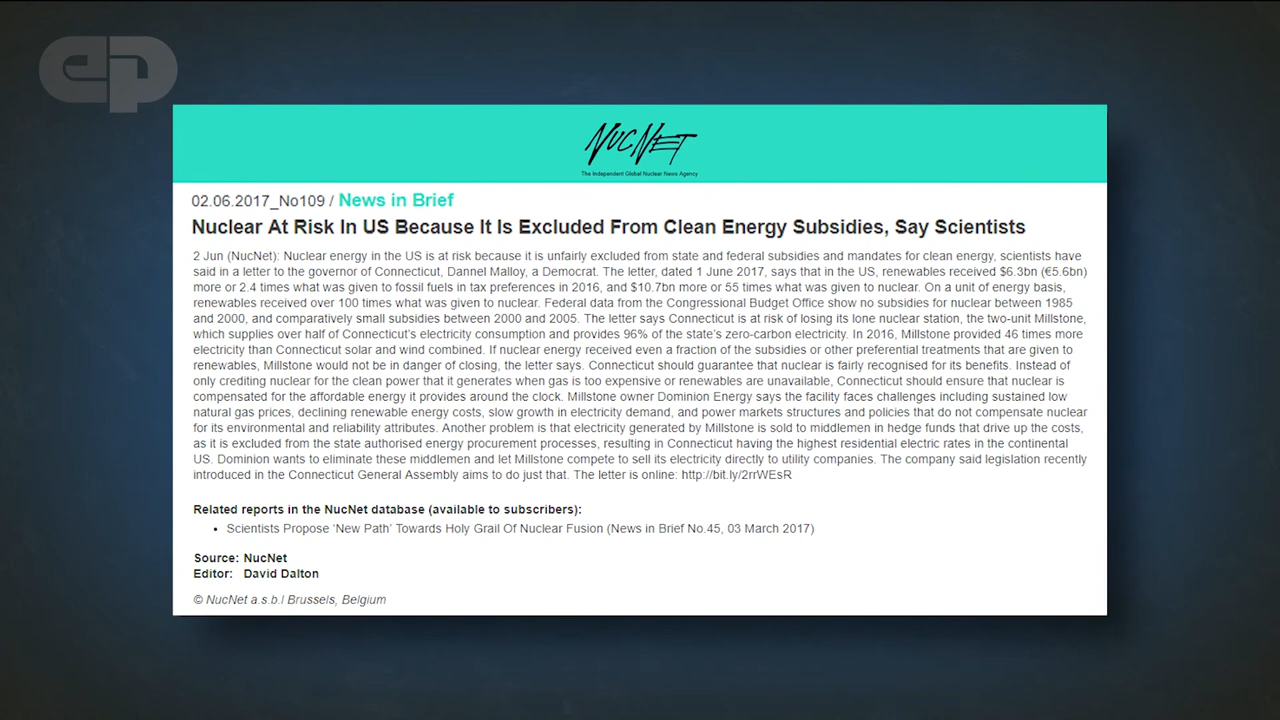 ep
NUCNET
The Independent Global Nuclear News Agency
02.06.2017_No109 / News in Brief
Nuclear At Risk In US Because It Is Excluded From Clean Energy Subsidies, Say Scientists
2 Jun (NucNet): Nuclear energy in the US is at risk because it is unfairly excluded from state and federal subsidies and mandates for clean energy, scientists have
said in a letter to the governor of Connecticut, Dannel Malloy, a Democrat. The letter, dated 1 June 2017, says that in the US, renewables received $6.3bn (€5.6bn)
more or 2.4 times what was given to fossil fuels in tax preferences in 2016, and $10.7bn more or 55 times what was given to nuclear. On a unit of energy basis,
renewables received over 100 times what was given to nuclear. Federal data from the Congressional Budget Office show no subsidies for nuclear between 1985
and 2000, and comparatively small subsidies between 2000 and 2005. The letter says Connecticut is at risk of losing its lone nuclear station, the two-unit Millstone,
which supplies over half of Connecticut's electricity consumption and provides 96% of the state's zero-carbon electricity. In 2016, Millstone provided 46 times more
electricity than Connecticut solar and wind combined. If nuclear energy received even a fraction of the subsidies or other preferential treatments that are given to
renewables, Millstone would not be in danger of closing, the letter says. Connecticut should guarantee that nuclear is fairly recognised for its benefits. Instead of
only crediting nuclear for the clean power that it generates when gas is too expensive or renewables are unavailable, Connecticut should ensure that nuclear is
compensated for the affordable energy it provides around the clock. Millstone owner Dominion Energy says the facility faces challenges including sustained low
natural gas prices, declining renewable energy costs, slow growth in electricity demand, and power markets structures and policies that do not compensate nuclear
for its environmental and reliability attributes. Another problem is that electricity generated by Millstone is sold to middlemen in hedge funds that drive up the costs,
as it is excluded from the state authorised energy procurement processes, resulting in Connecticut having the highest residential electric rates in the continental
US. Dominion wants to eliminate these middlemen and let Millstone compete to sell its electricity directly to utility companies. The company said legislation recently
introduced in the Connecticut General Assembly aims to do just that. The letter is online: http://bit.ly/2rrWEsR
Related reports in the NucNet database (available to subscribers):
• Scientists Propose 'New Path' Towards Holy Grail Of Nuclear Fusion (News in Brief No.45, 03 March 2017)
Source: NucNet
Editor: David Dalton
© NucNet a.s.b.l Brussels, Belgium